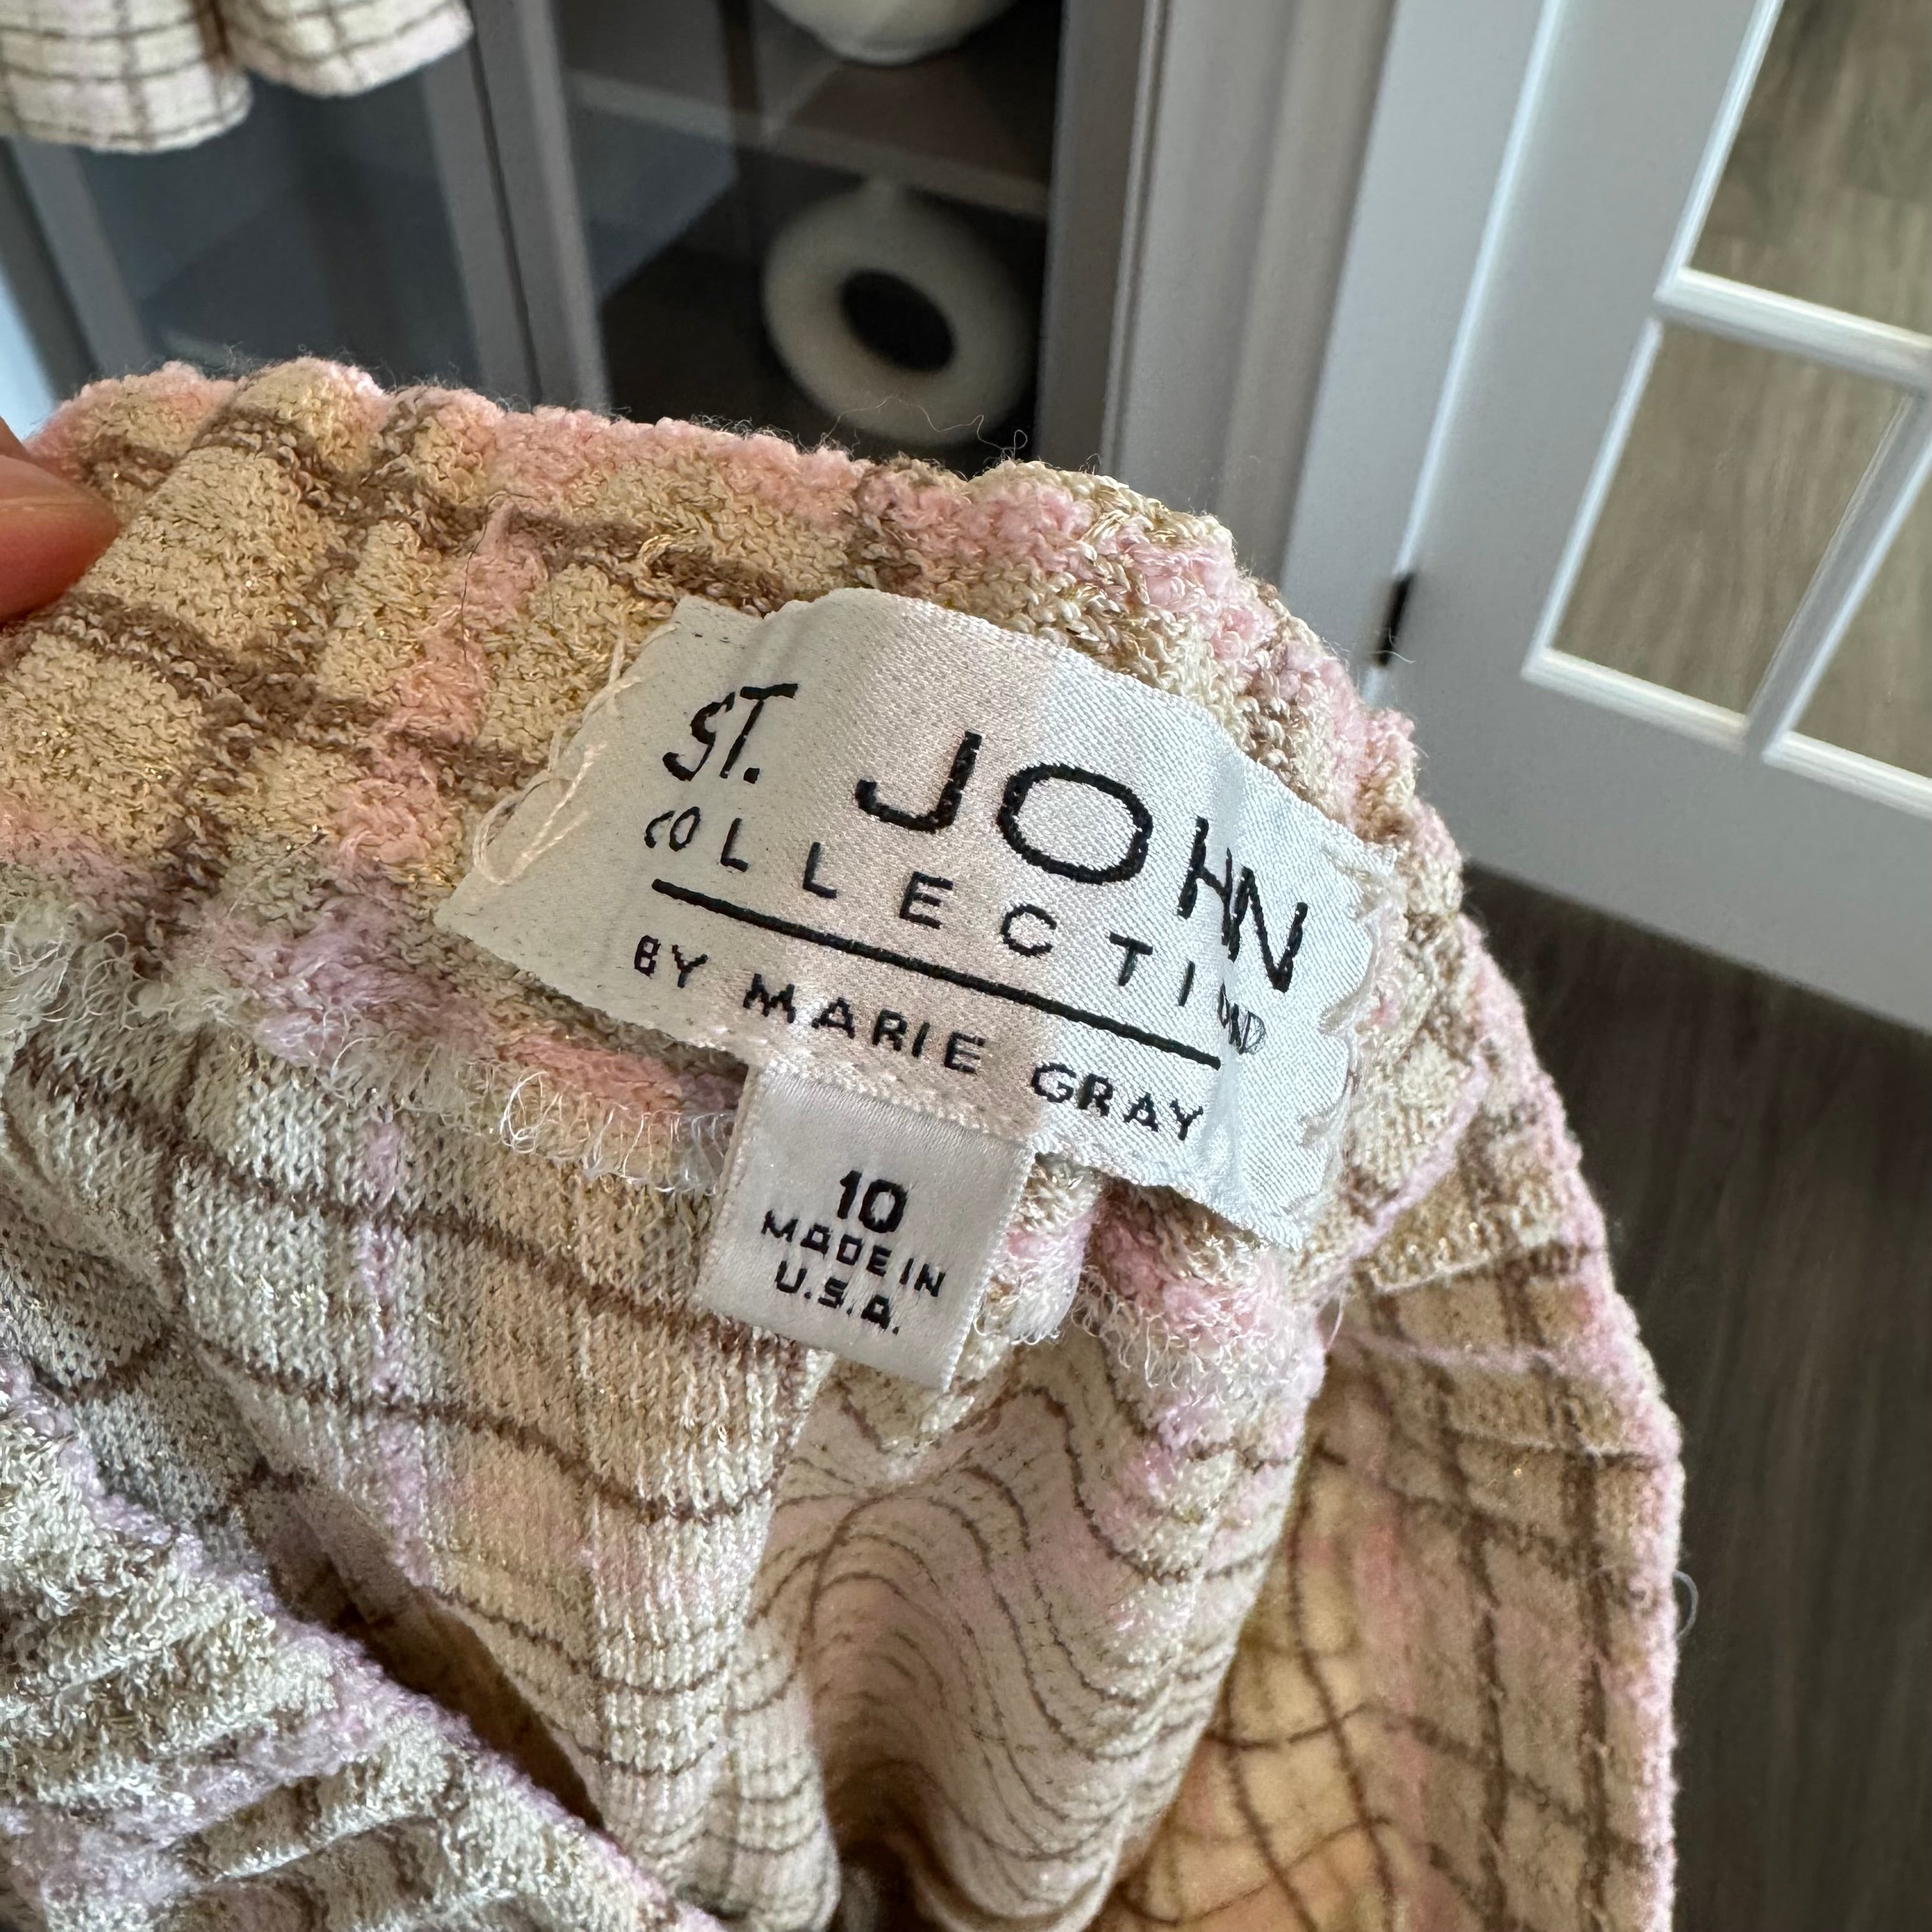 ST. JOHN
COLLECTION
BY MARIE GRAY
10
MADE IN
U.S.A.